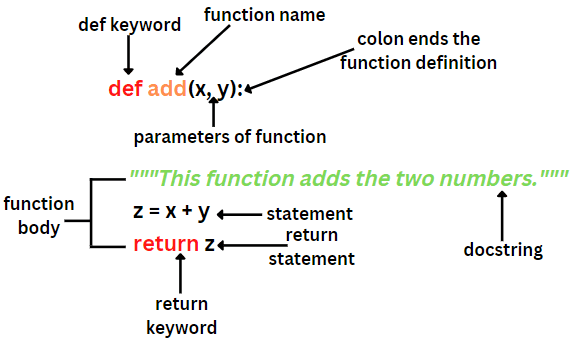 def keyword
function name
colon ends the
function definition
def add(x, y):
parameters of function
"""This function adds the two numbers."""
function
body
z = x + y
statement
return z
return
statement
docstring
return
keyword